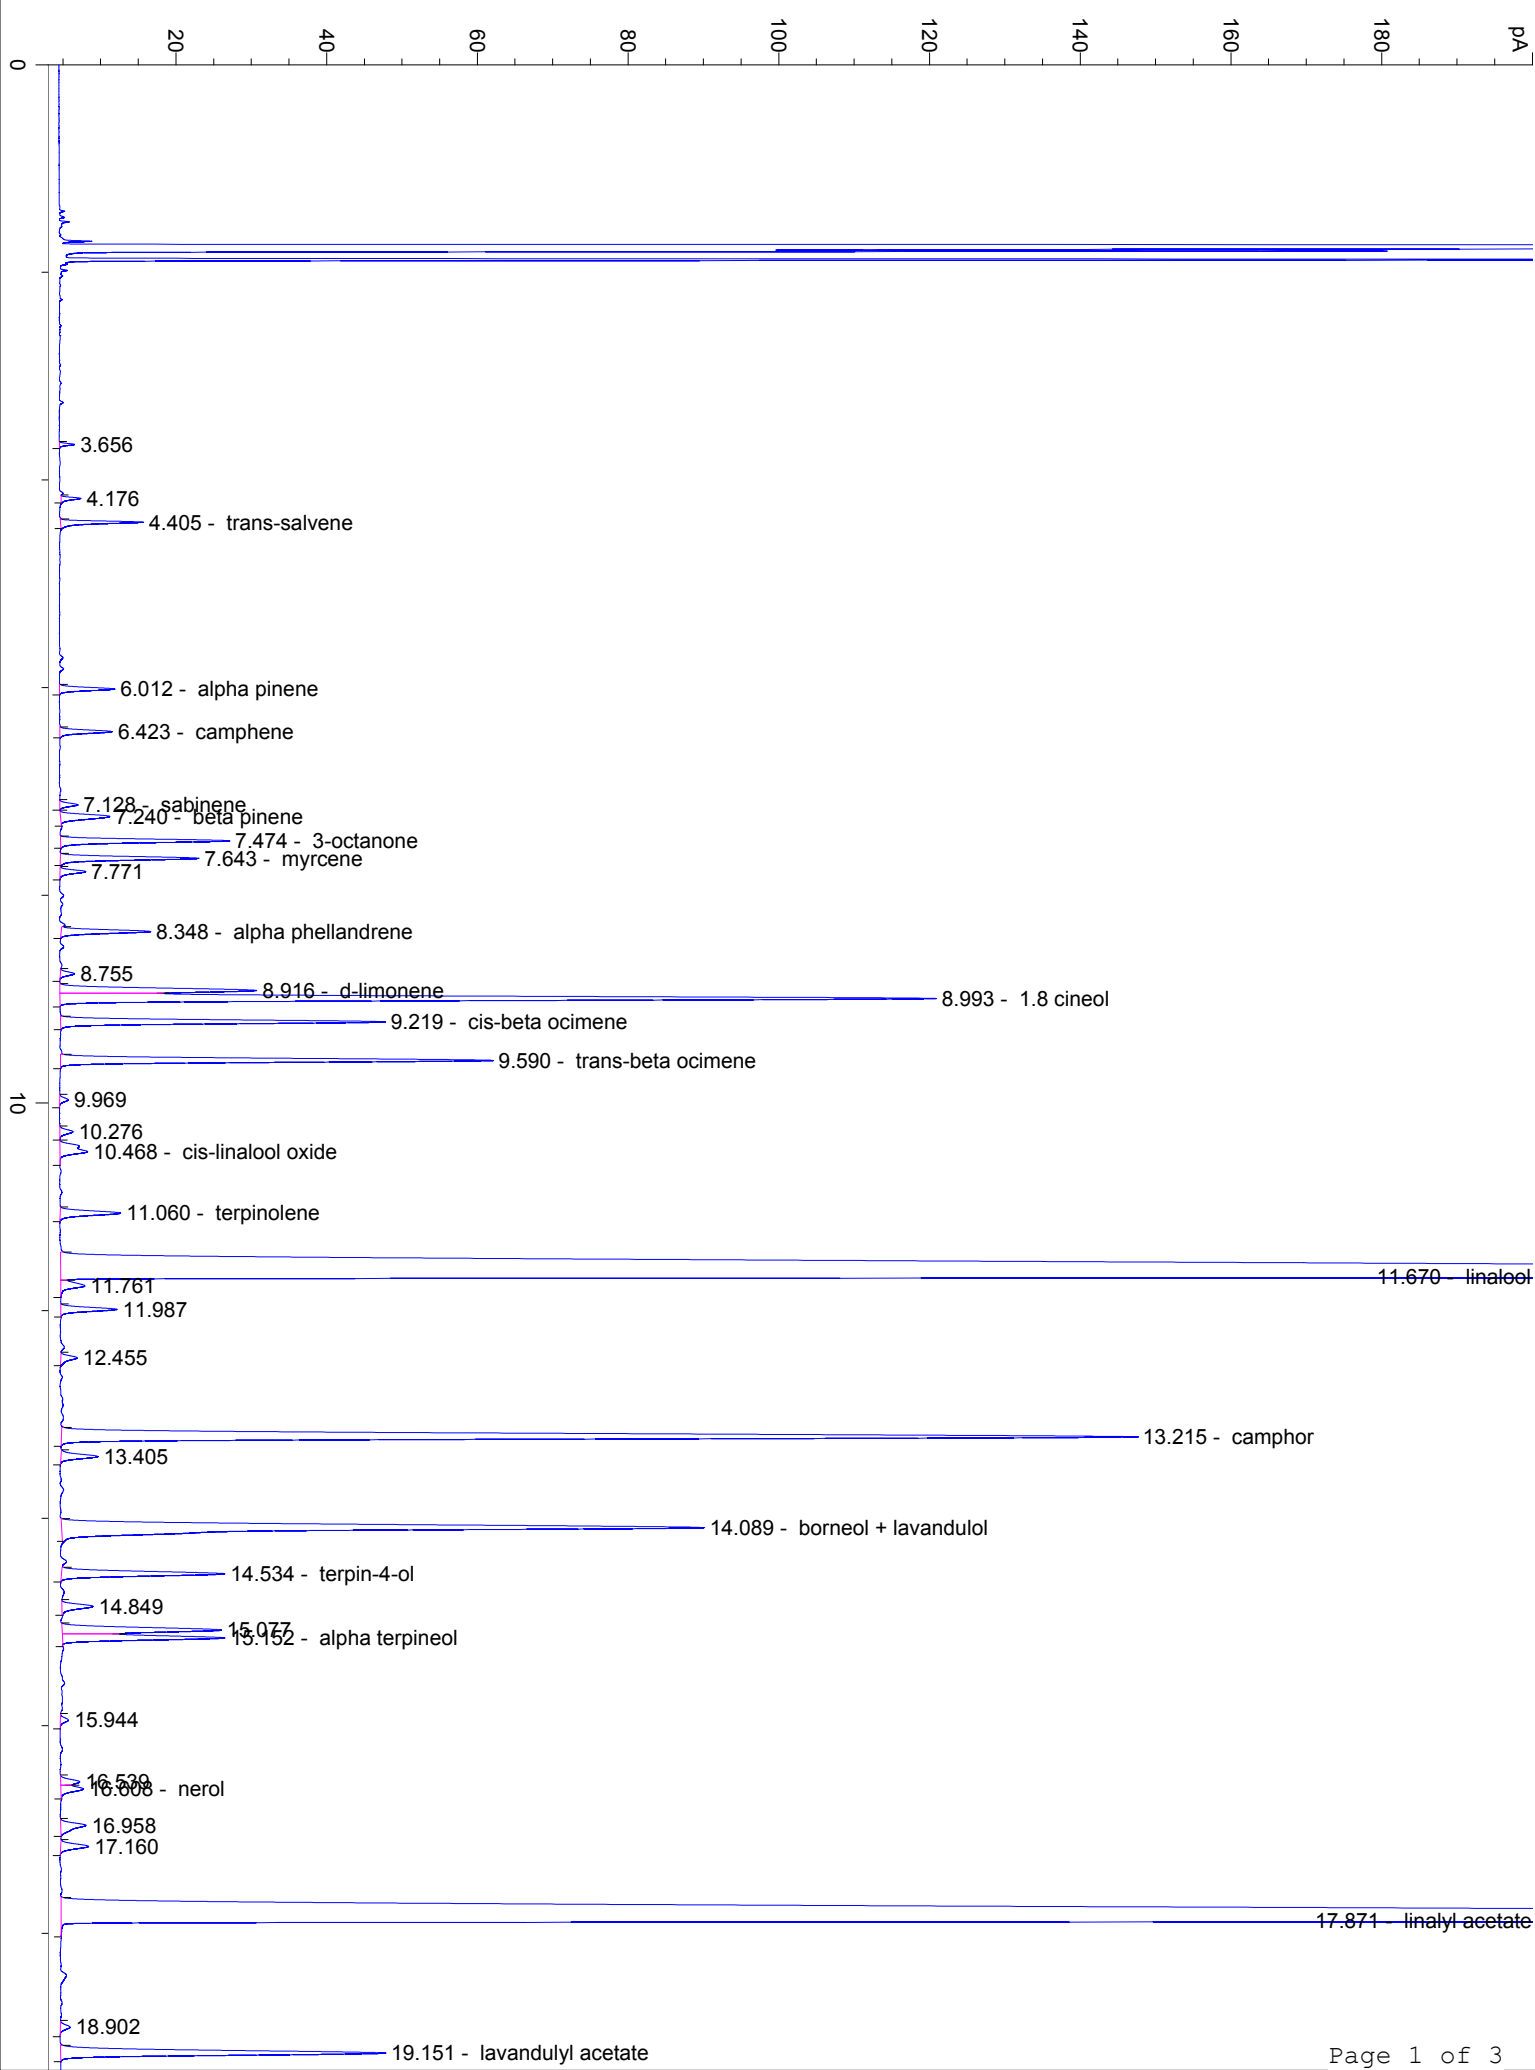 pA
20
40
60
80
100
120
140
160
180
0
3.656
4.176
4.405 - trans-salvene
6.012 - alpha pinene
6.423 - camphene
7.128 - sabinene
7.240 - beta pinene
7.474 - 3-octanone
7.643 - myrcene
7.771
8.348 - alpha phellandrene
8.755
8.916 - d-limonene
8.993 - 1.8 cineol
9.219 - cis-beta ocimene
9.590 - trans-beta ocimene
10
9.969
10.276
10.468 - cis-linalool oxide
11.060 - terpinolene
11.670 - linalool
11.761
11.987
12.455
13.215 - camphor
13.405
14.089 - borneol + lavandulol
14.534 - terpin-4-ol
14.849
15.077
15.152 - alpha terpineol
15.944
16.539
16.608 - nerol
16.958
17.160
17.871 - linalyl acetate
18.902
19.151 - lavandulyl acetate
Page 1 of 3